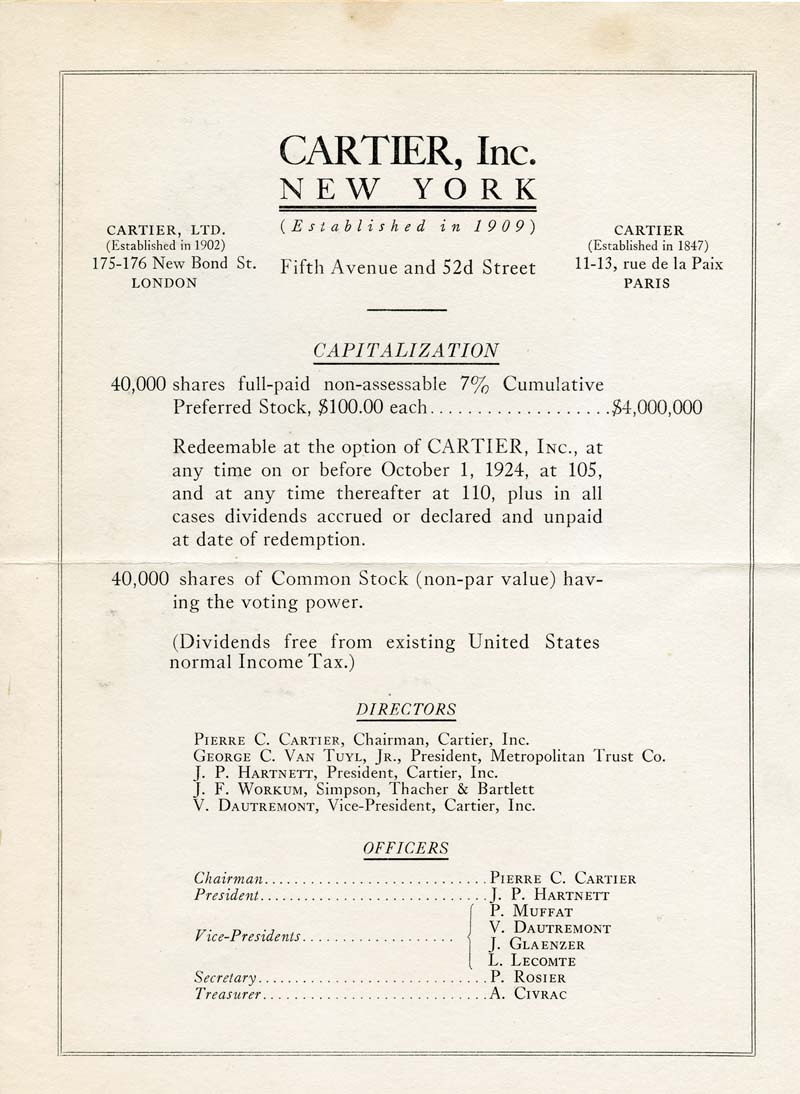 CARTIER, Inc.
NEW YORK
(Established in 1909)
Fifth Avenue and 52d Street
CARTIER, LTD.
(Established in 1902)
175-176 New Bond St.
LONDON
CARTIER
(Established in 1847)
11-13, rue de la Paix
PARIS
CAPITALIZATION
40,000 shares full-paid non-assessable 7% Cumulative
Preferred Stock, $100.00 each...................$4,000,000
Redeemable at the option of CARTIER, INC., at
any time on or before October 1, 1924, at 105,
and at any time thereafter at 110, plus in all
cases dividends accrued or declared and unpaid
at date of redemption.
40,000 shares of Common Stock (non-par value) hav-
ing the voting power.
(Dividends free from existing United States
normal Income Tax.)
DIRECTORS
PIERRE C. CARTIER, Chairman, Cartier, Inc.
GEORGE C. VAN TUYL, JR., President, Metropolitan Trust Co.
J. P. HARTNETT, President, Cartier, Inc.
J. F. WORKUM, Simpson, Thacher & Bartlett
V. DAUTREMONT, Vice-President, Cartier, Inc.
OFFICERS
Chairman............................PIERRE C. CARTIER
President.............................J. P. HARTNETT
Vice-Presidents...................
P. MUFFAT
V. DAUTREMONT
J. GLAENZER
L. LECOMTE
Secretary.............................P. ROSIER
Treasurer............................A. CIVRAC